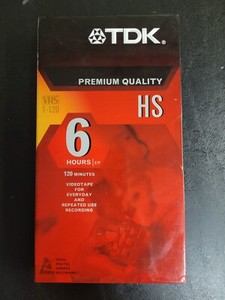 TDK
PREMIUM QUALITY
VHS
T-120
HS
6
HOURS | EP
120 MINUTES
VIDEOTAPE FOR
EVERYDAY AND
REPEATED USE
RECORDING